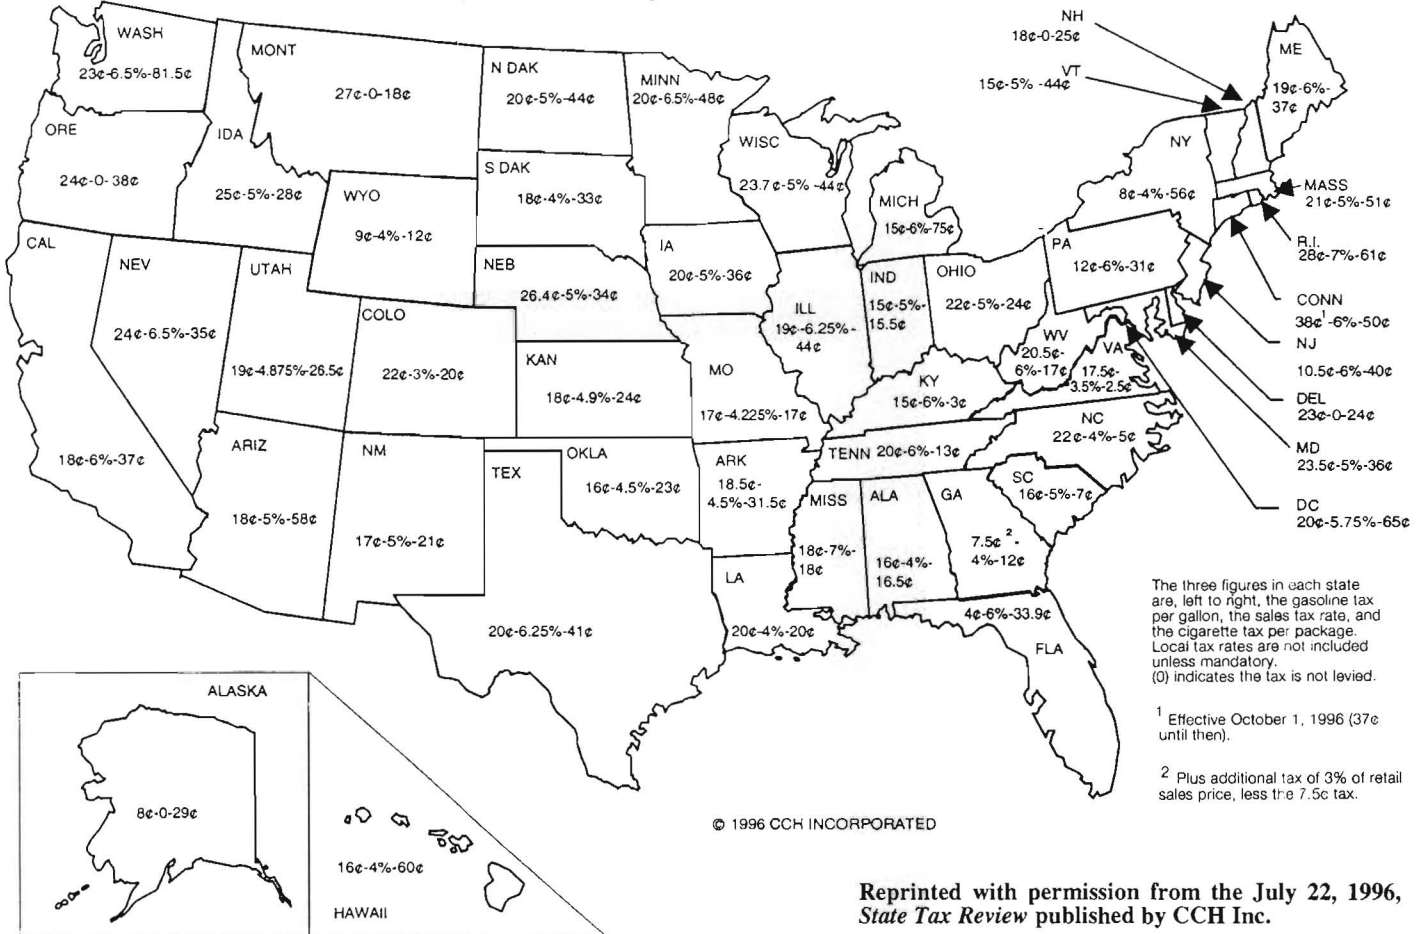 WASH
23¢-6.5%-81.5¢
MONT
27¢-0-18¢
N DAK
20¢-5%-44¢
MINN
20¢-6.5%-48¢
NH
18¢-0-25¢
VT
15¢-5% -44¢
ME
19¢-6%-
37¢
ORE
24¢-0-38¢
IDA
25¢-5%-28¢
WYO
9¢-4%-12¢
S DAK
18¢-4%-33¢
WISC
23.7¢-5% -44¢
MICH
15¢-6%-75¢
NY
8¢-4%-56¢
MASS
21¢-5%-51¢
R.I.
28¢-7%-61¢
CONN
38¢1-6%-50¢
NJ
10.5¢-6%-40¢
DEL
23¢-0-24¢
MD
23.5¢-5%-36¢
DC
20¢-5.75%-65¢
CAL
18¢-6%-37¢
NEV
24¢-6.5%-35¢
UTAH
19¢-4.875%-26.5¢
COLO
22¢-3%-20¢
NEB
26.4¢-5%-34¢
IA
20¢-5%-36¢
ILL
19¢-6.25%-
44¢
IND
15¢-5%-
15.5¢
OHIO
22¢-5%-24¢
PA
12¢-6%-31¢
WV
20.5¢-
6%-17¢
VA
17.5¢-
3.5%-2.5¢
KAN
18¢-4.9%-24¢
MO
17¢-4.225%-17¢
KY
15¢-6%-3¢
NC
22¢-4%-5¢
TENN 20¢-6%-13¢
SC
16¢-5%-7¢
ARIZ
18¢-5%-58¢
NM
17¢-5%-21¢
TEX
20¢-6.25%-41¢
OKLA
16¢-4.5%-23¢
ARK
18.5¢-
4.5%-31.5¢
LA
20¢-4%-20¢
MISS
18¢-7%-
18¢
ALA
16¢-4%-
16.5¢
GA
7.5¢ 2-
4%-12¢
4¢-6%-33.9¢
FLA
ALASKA
8¢-0-29¢
16¢-4%-60¢
HAWAII
The three figures in each state
are, left to right, the gasoline tax
per gallon, the sales tax rate, and
the cigarette tax per package.
Local tax rates are not included
unless mandatory.
(0) indicates the tax is not levied.
1 Effective October 1, 1996 (37¢
until then).
2 Plus additional tax of 3% of retail
sales price, less the 7.5c tax.
© 1996 CCH INCORPORATED
Reprinted with permission from the July 22, 1996,
State Tax Review published by CCH Inc.